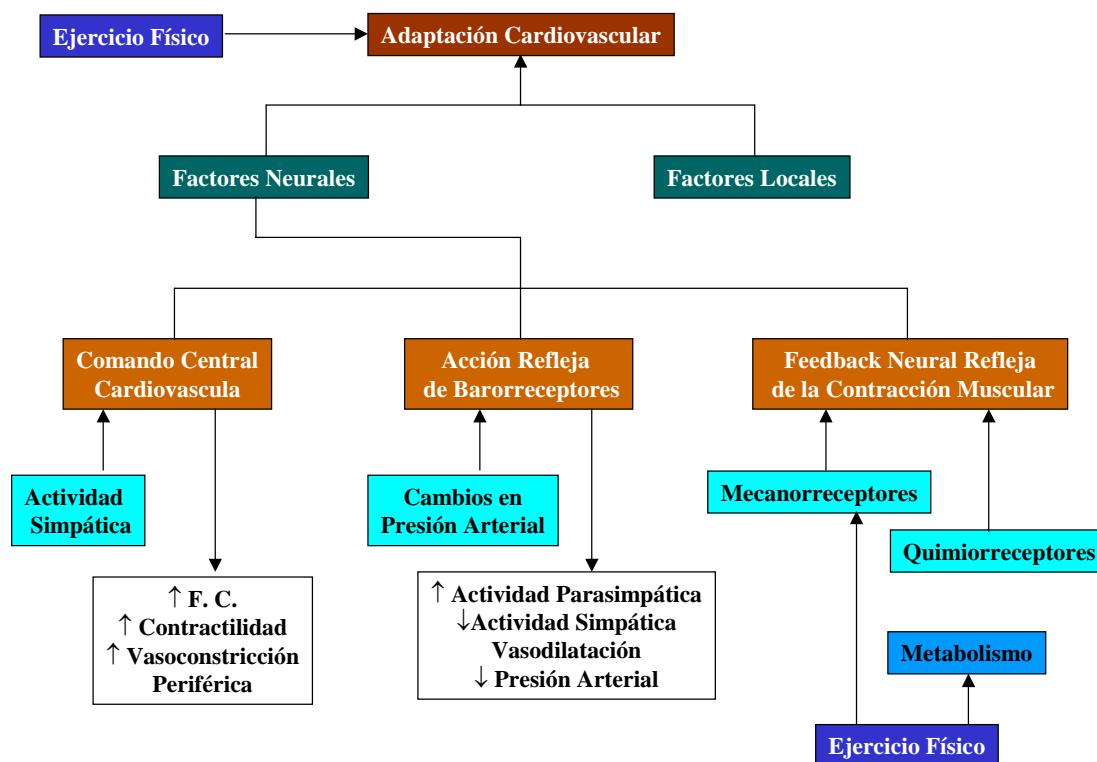 Ejercicio Físico
Adaptación Cardiovascular
Factores Neurales
Factores Locales
Comando Central
Cardiovascula
Acción Refleja
de Barorreceptores
Feedback Neural Refleja
de la Contracción Muscular
Actividad
Simpática
Cambios en
Presión Arterial
Mecanorreceptores
Quimiorreceptores
↑ F. C.
↑ Contractilidad
↑ Vasoconstricción
Periférica
↑ Actividad Parasimpática
↓Actividad Simpática
Vasodilatación
↓ Presión Arterial
Metabolismo
Ejercicio Físico